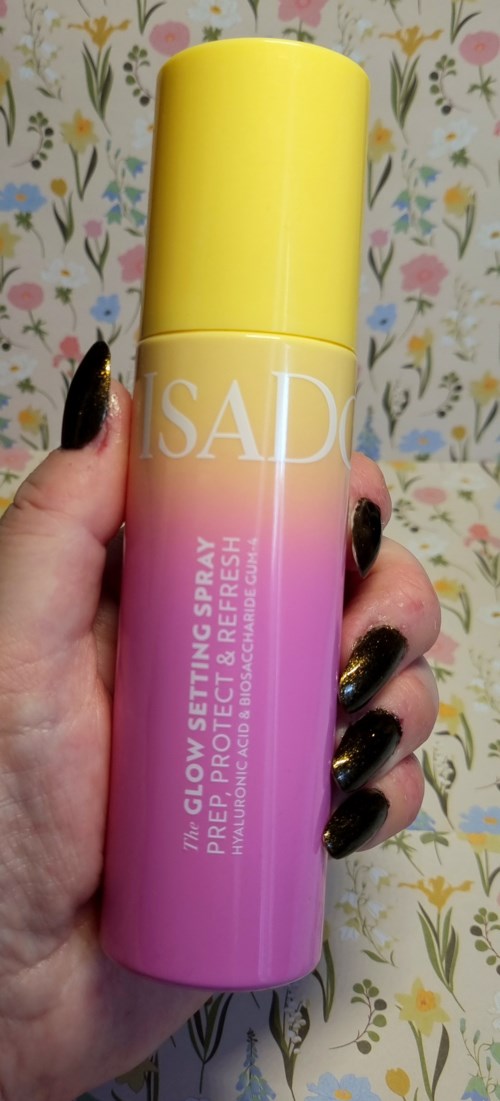 ISADO
The GLOW SETTING SPRAY
PREP, PROTECT & REFRESH
HYALURONIC ACID & BIOSACCHARIDE GUM-4